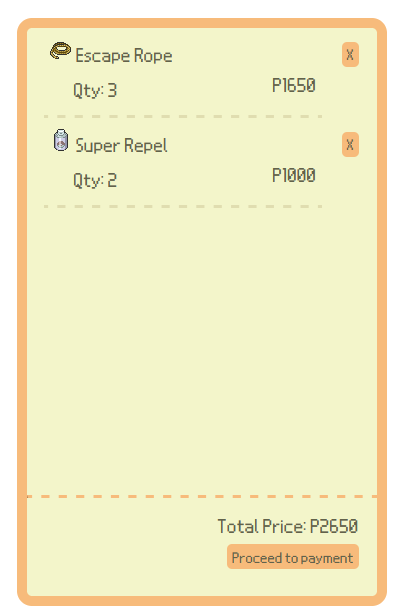 Escape Rope
X
Qty: 3
P1650
Super Repel
X
Qty: 2
P1000
Total Price: P2650
Proceed to payment